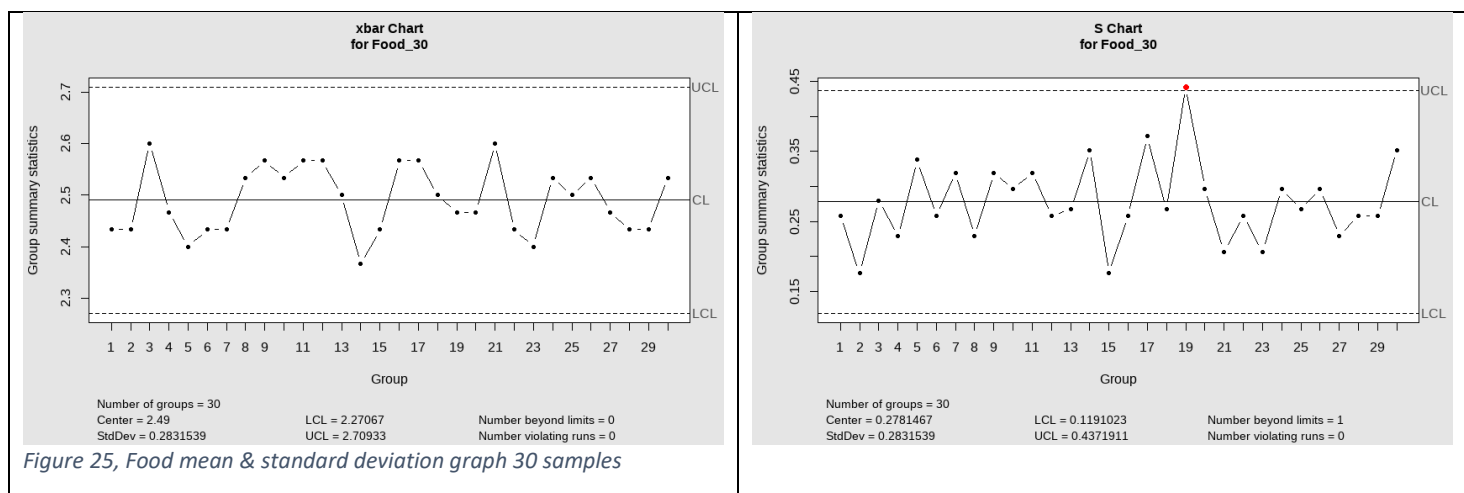 xbar Chart
for Food_30
Group summary statistics
2.7
2.6
2.5
2.4
2.3
UCL
CL
LCL
1 2 3 4 5 6 7 8 9 11 13 15 17 19 21 23 25 27 29
Group
Number of groups = 30
Center = 2.49 LCL = 2.27067 Number beyond limits = 0
StdDev = 0.2831539 UCL = 2.70933 Number violating runs = 0
Figure 25, Food mean & standard deviation graph 30 samples
S Chart
for Food_30
Group summary statistics
0.45
0.35
0.25
0.15
UCL
CL
LCL
1 2 3 4 5 6 7 8 9 11 13 15 17 19 21 23 25 27 29
Group
Number of groups = 30
Center = 0.2781467 LCL = 0.1191023 Number beyond limits = 1
StdDev = 0.2831539 UCL = 0.4371911 Number violating runs = 0